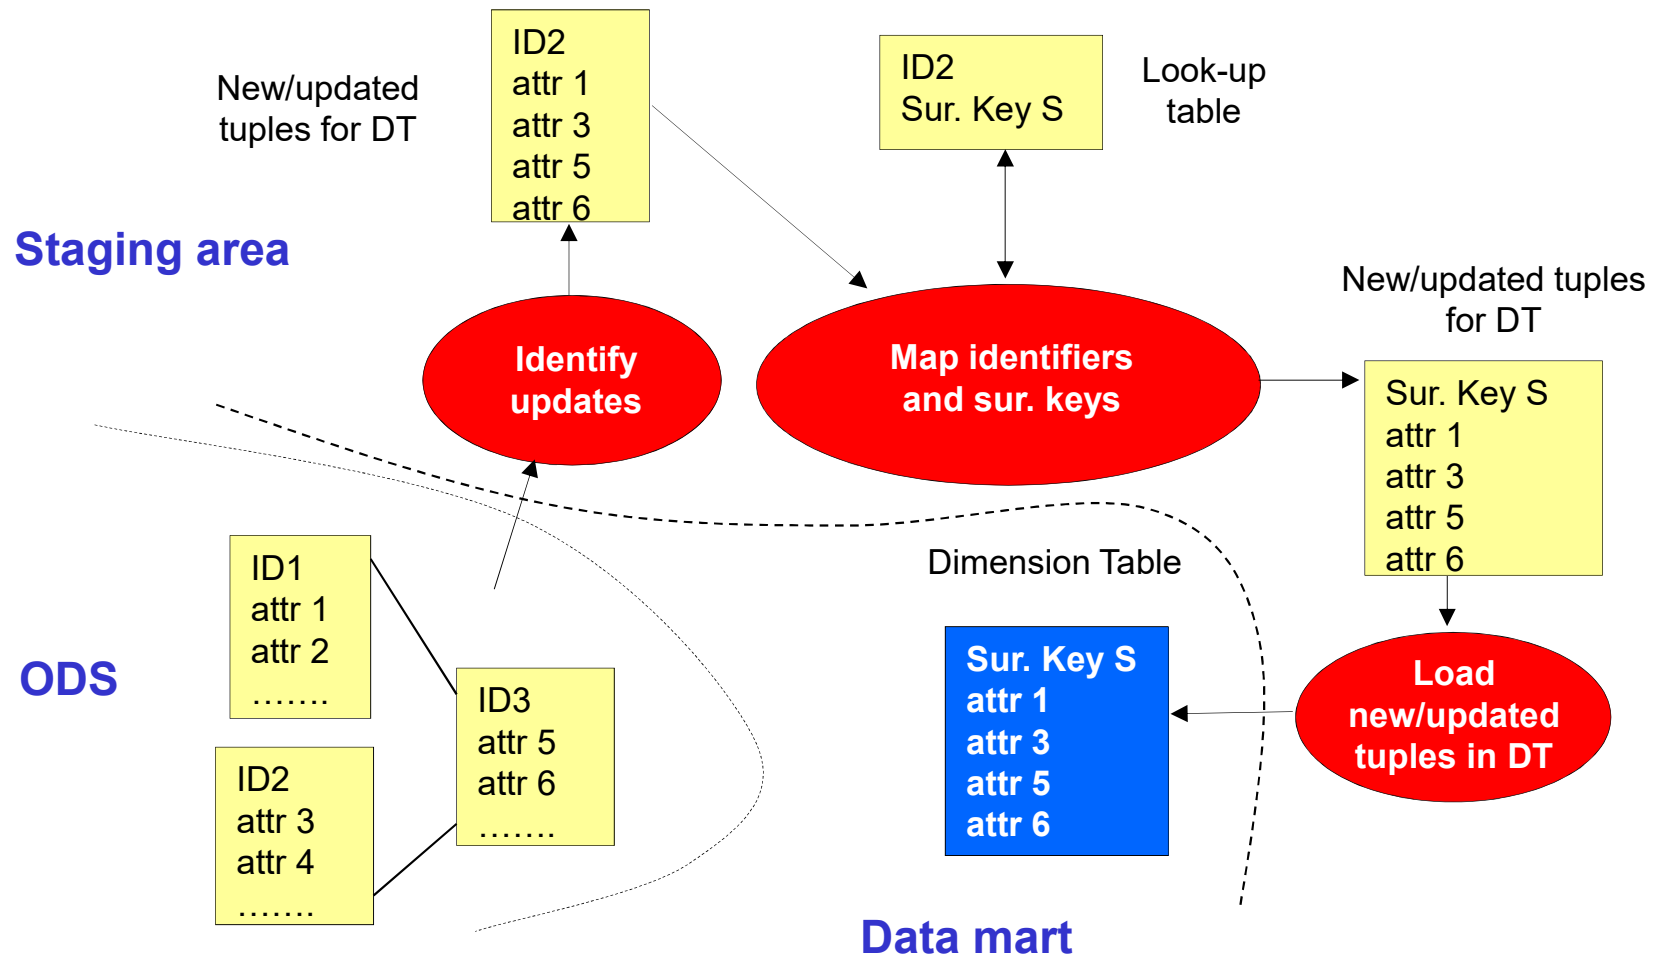 New/updated
tuples for DT
ID2
attr 1
attr 3
attr 5
attr 6
ID2
Sur. Key S
Look-up
table
Staging area
Identify
updates
Map identifiers
and sur. keys
New/updated tuples
for DT
Sur. Key S
attr 1
attr 3
attr 5
attr 6
ODS
ID1
attr 1
attr 2
…….
ID2
attr 3
attr 4
…….
ID3
attr 5
attr 6
…….
Dimension Table
Sur. Key S
attr 1
attr 3
attr 5
attr 6
Load
new/updated
tuples in DT
Data mart